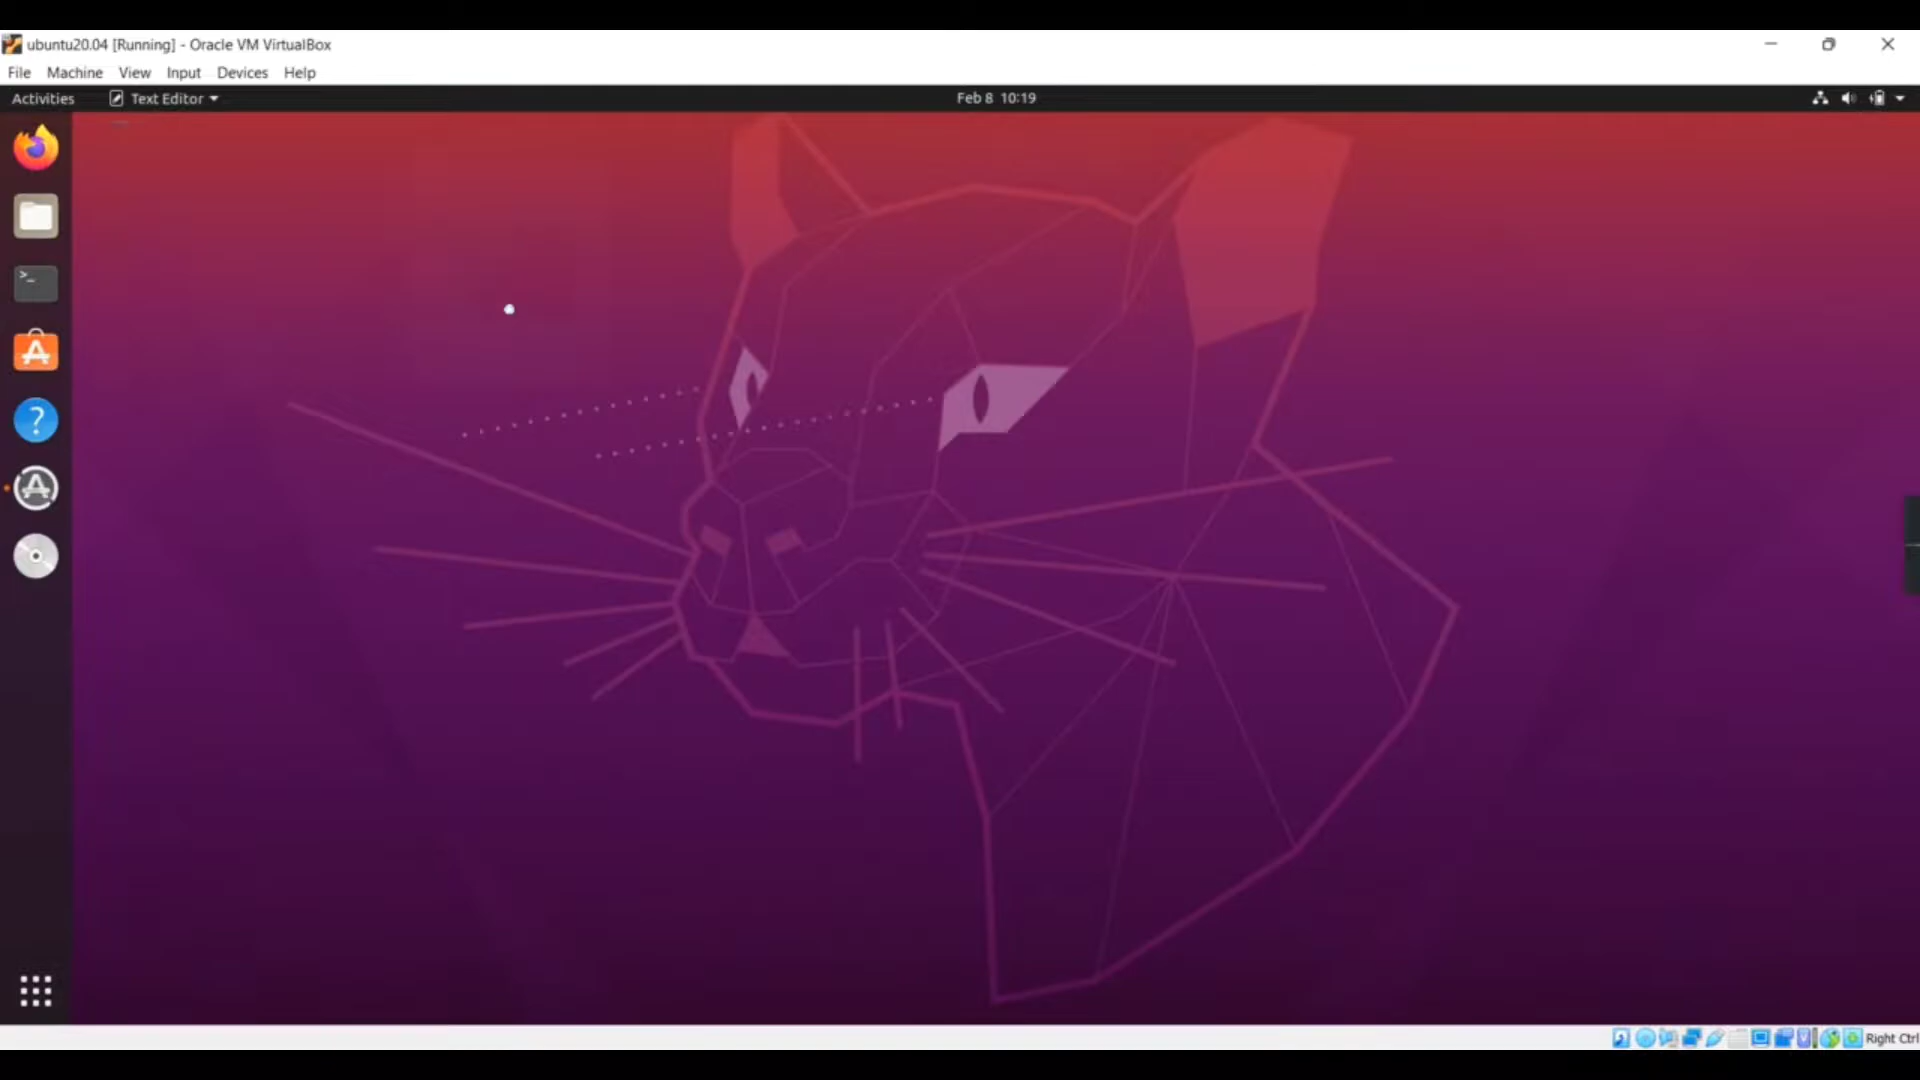 ubuntu20.04 [Running] - Oracle VM VirtualBox
File Machine View Input Devices Help
Activities Text Editor Feb 8 10:19
>_
?
Right Ctrl